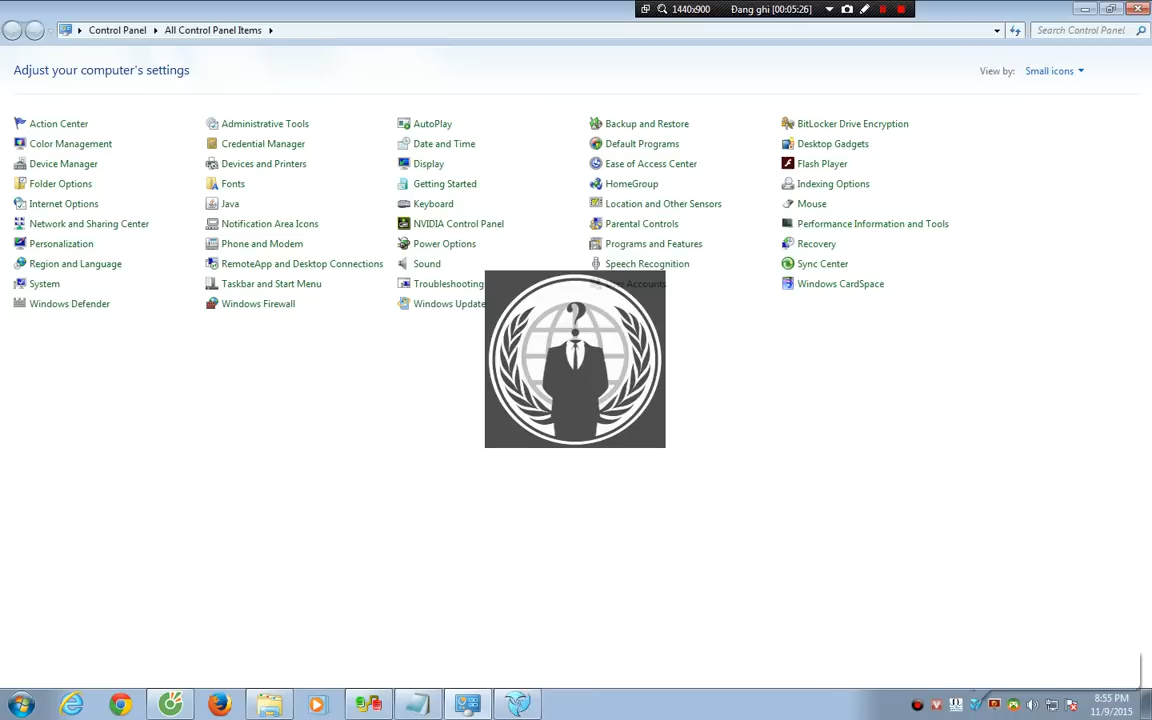 1440x900 Đang ghi [00:05:26]
Control Panel All Control Panel Items Search Control Panel
Adjust your computer's settings View by: Small icons
Action Center Administrative Tools AutoPlay Backup and Restore BitLocker Drive Encryption
Color Management Credential Manager Date and Time Default Programs Desktop Gadgets
Device Manager Devices and Printers Display Ease of Access Center Flash Player
Folder Options Fonts Getting Started HomeGroup Indexing Options
Internet Options Java Keyboard Location and Other Sensors Mouse
Network and Sharing Center Notification Area Icons NVIDIA Control Panel Parental Controls Performance Information and Tools
Personalization Phone and Modem Power Options Programs and Features Recovery
Region and Language RemoteApp and Desktop Connections Sound Speech Recognition Sync Center
System Taskbar and Start Menu Troubleshooting Accounts Windows CardSpace
Windows Defender Windows Firewall Windows Update
8:55 PM
11/9/2015